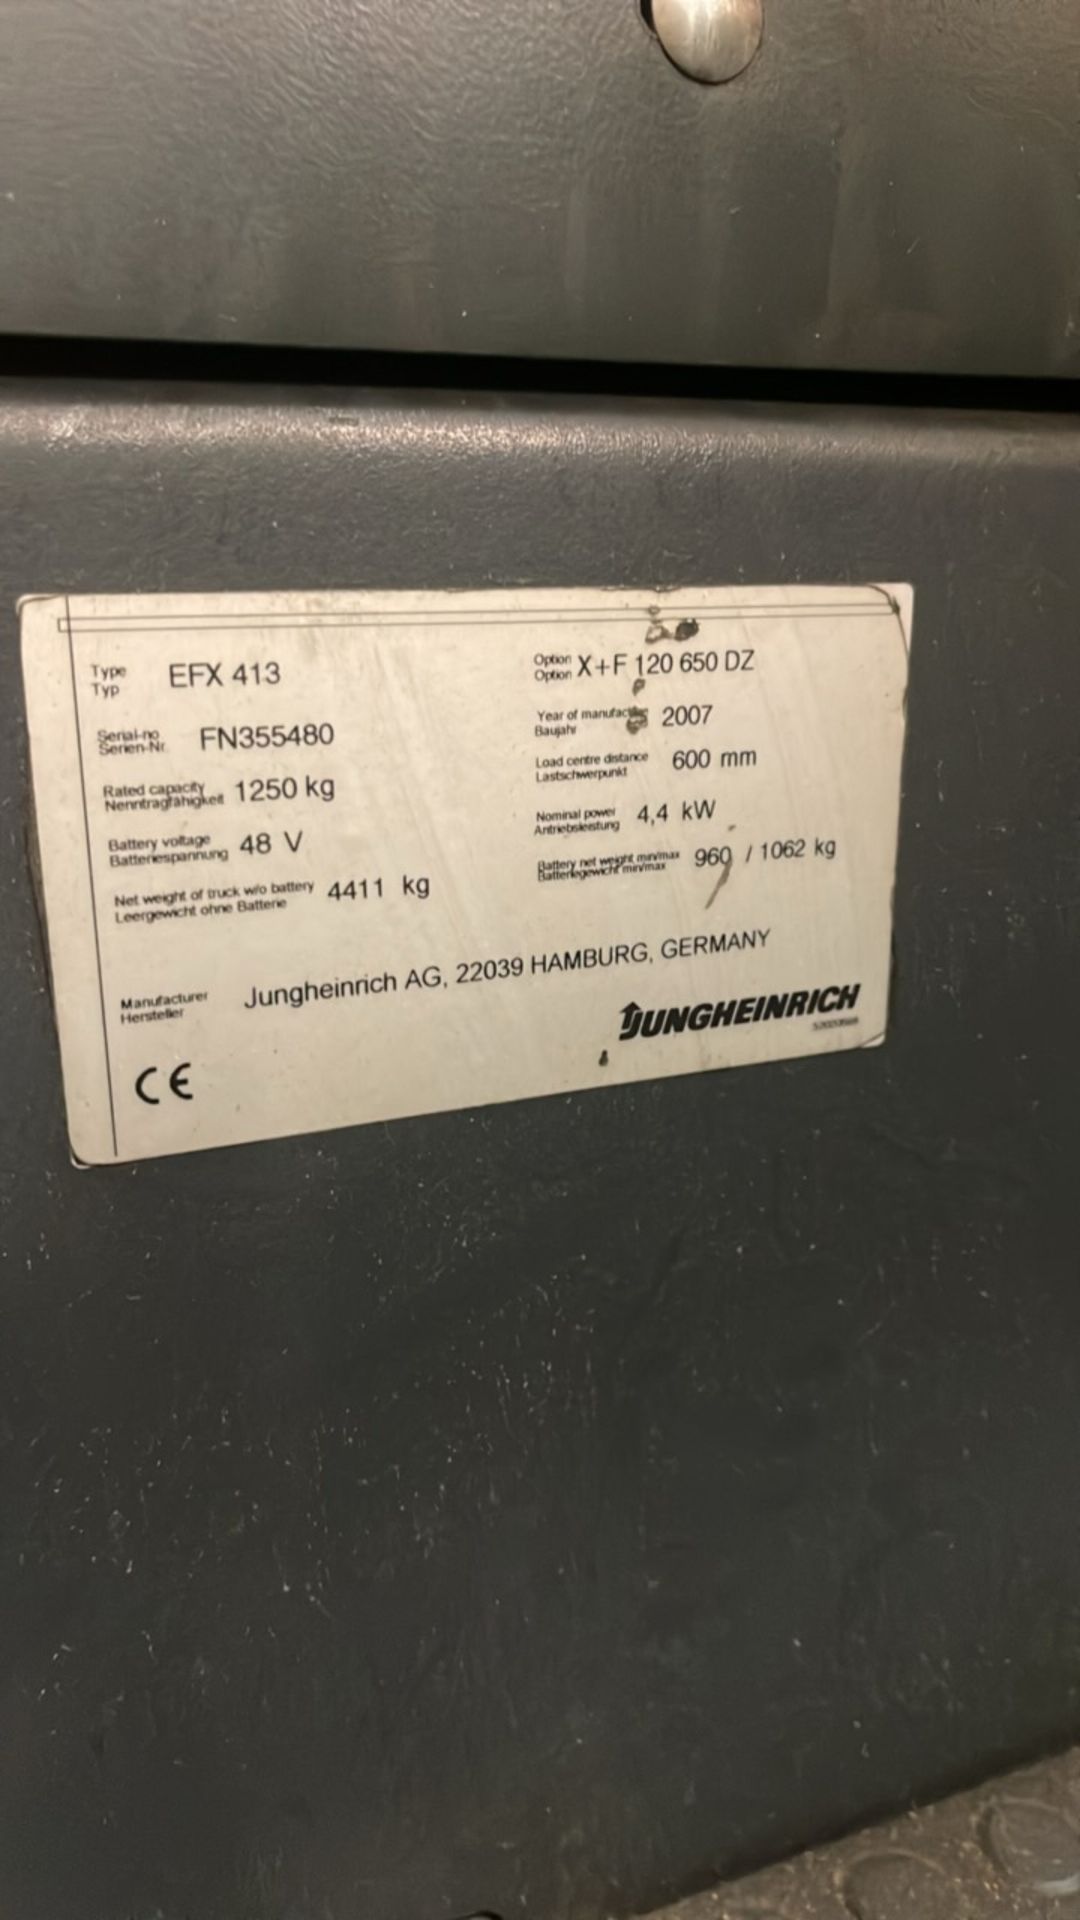 Type EFX 413
Typ
Option X+F 120 650 DZ
Option
Serial-no FN355480
Serien-Nr.
Year of manufacture 2007
Baujahr
Rated capacity 1250 kg
Nenntragfähigkeit
Load centre distance 600 mm
Lastschwerpunkt
Battery voltage 48 V
Batteriespannung
Nominal power 4,4 kW
Antriebsleistung
Net weight of truck w/o battery 4411 kg
Leergewicht ohne Batterie
Battery net weight min/max 960 / 1062 kg
Batteriegewicht min/max
Manufacturer Jungheinrich AG, 22039 HAMBURG, GERMANY
Hersteller
JUNGHEINRICH
CE